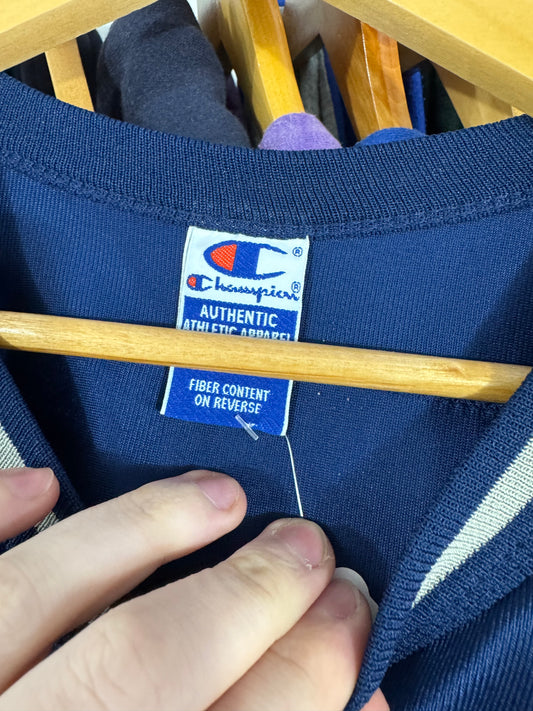 ®
Champion®
AUTHENTIC
ATHLETIC APPAREL
FIBER CONTENT
ON REVERSE